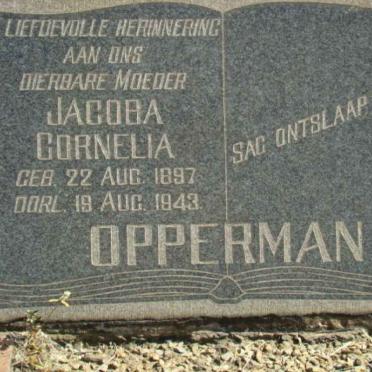 LIEFDEVOLLE HERINNERING
AAN ONS
DIERBARE MOEDER
JACOBA
CORNELIA
GEB. 22 AUG. 1897
OORL. 19 AUG. 1943
SAG ONTSLAAP
OPPERMAN